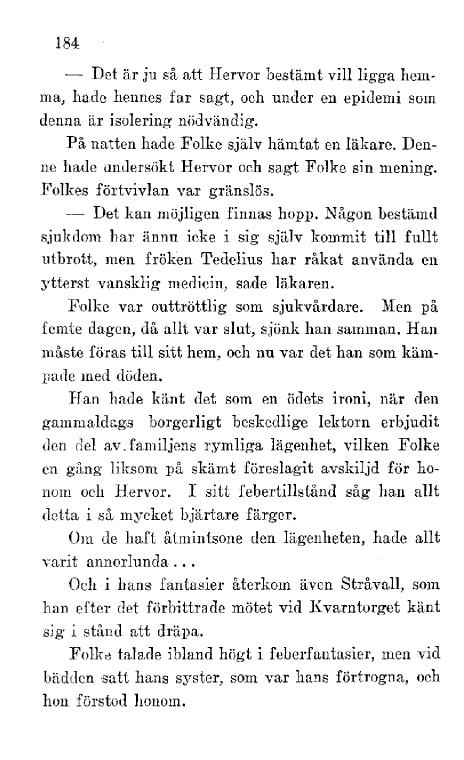 184
— Det är ju så att Hervor bestämt vill ligga hem-
ma, hade hennes far sagt, och under en epidemi som
denna är isolering nödvändig.
På natten hade Folke själv hämtat en läkare. Den-
ne hade undersökt Hervor och sagt Folke sin mening.
Folkes förtvivlan var gränslös.
— Det kan möjligen finnas hopp. Någon bestämd
sjukdom har ännu icke i sig själv kommit till fullt
utbrott, men fröken Tedelius har råkat använda en
ytterst vansklig medicin, sade läkaren.
Folke var outtröttlig som sjukvårdare. Men på
femte dagen, då allt var slut, sjönk han samman. Han
måste föras till sitt hem, och nu var det han som käm-
pade med döden.
Han hade känt det som en ödets ironi, när den
gammaldags borgerligt beskedlige lektorn erbjudit
den del av familjens rymliga lägenhet, vilken Folke
en gång liksom på skämt föreslagit avskiljd för ho-
nom och Hervor. I sitt febertillstånd såg han allt
detta i så mycket bjärtare färger.
Om de haft åtmintsone den lägenheten, hade allt
varit annorlunda ...
Och i hans fantasier återkom även Stråvall, som
han efter det förbittrade mötet vid Kvarntorget känt
sig i stånd att dräpa.
Folke talade ibland högt i feberfantasier, men vid
bädden satt hans syster, som var hans förtrogna, och
hon förstod honom.